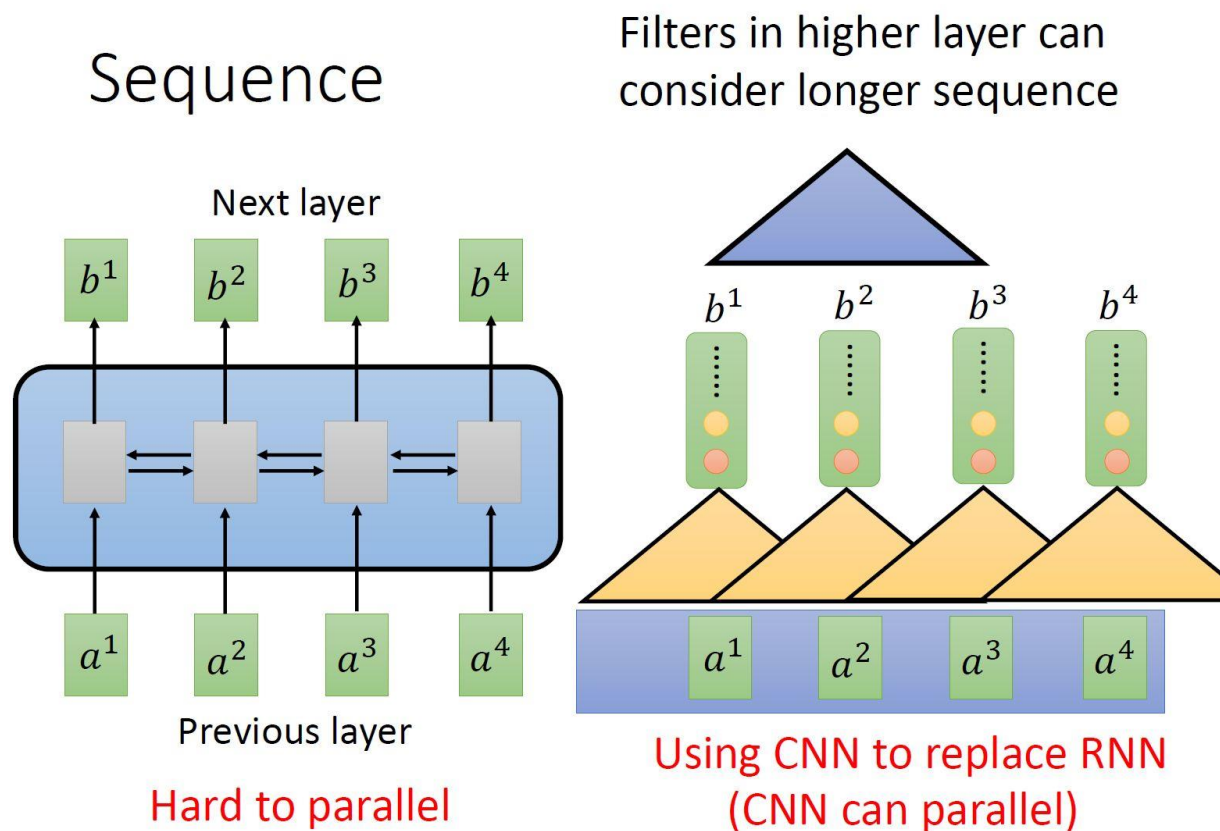 Sequence
Next layer
b¹ b² b³ b⁴
a¹ a² a³ a⁴
Previous layer
Hard to parallel
Filters in higher layer can
consider longer sequence
b¹ b² b³ b⁴
a¹ a² a³ a⁴
Using CNN to replace RNN
(CNN can parallel)